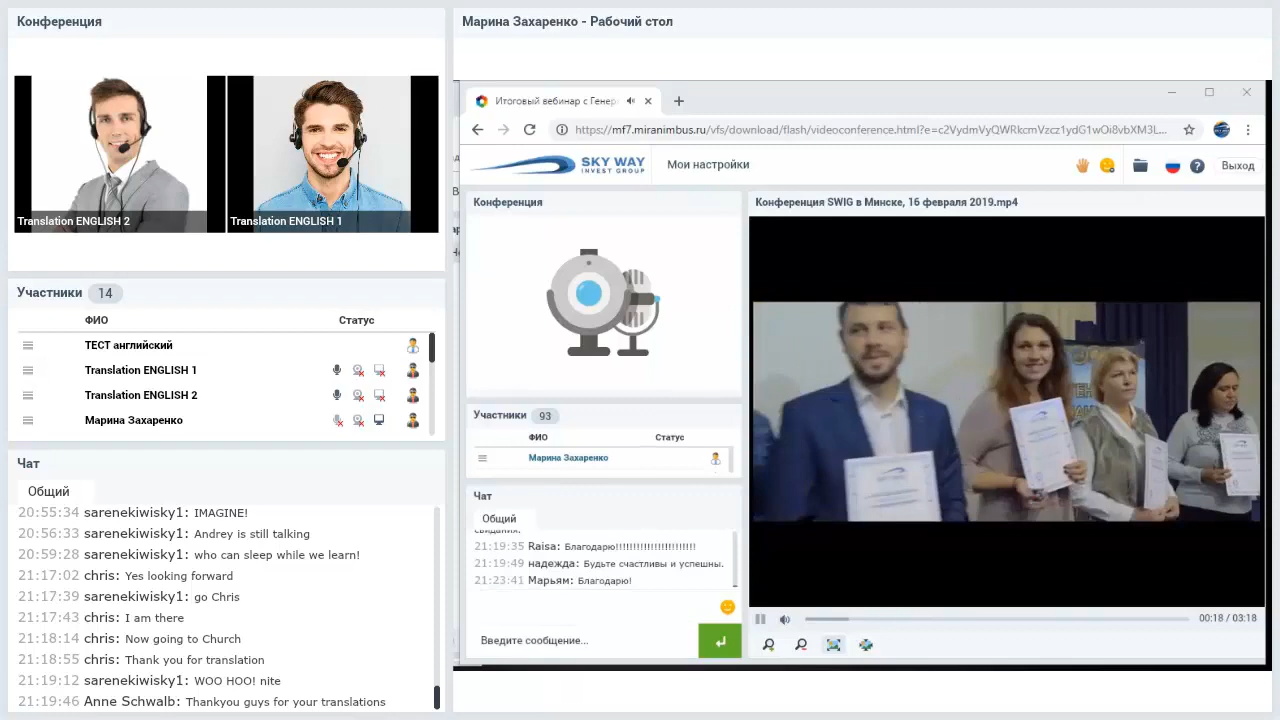 Конференция
Translation ENGLISH 2
Translation ENGLISH 1
Участники 14
ФИО Статус
ТЕСТ английский
Translation ENGLISH 1
Translation ENGLISH 2
Марина Захаренко
Чат
Общий
20:55:34 sarenekiwisky1: IMAGINE!
20:56:33 sarenekiwisky1: Andrey is still talking
20:59:28 sarenekiwisky1: who can sleep while we learn!
21:17:02 chris: Yes looking forward
21:17:39 sarenekiwisky1: go Chris
21:17:43 chris: I am there
21:18:14 chris: Now going to Church
21:18:55 chris: Thank you for translation
21:19:12 sarenekiwisky1: WOO HOO! nite
21:19:46 Anne Schwalb: Thankyou guys for your translations
Марина Захаренко - Рабочий стол
Итоговый вебинар с Генер
https://mf7.miranimbus.ru/vfs/download/flash/videoconference.html?e=c2VydmVyQWRkcmVzcz1ydG1wOi8vbXM3L...
SKY WAY
INVEST GROUP
Мои настройки
Выход
Конференция
Участники 93
ФИО Статус
Марина Захаренко
Чат
Общий
свидания.
21:19:35 Raisa: Благодарю!!!!!!!!!!!!!!!!!!!!!!!
21:19:49 надежда: Будьте счастливы и успешны.
21:23:41 Марьям: Благодарю!
Введите сообщение...
Конференция SWIG в Минске, 16 февраля 2019.mp4
00:18 / 03:18